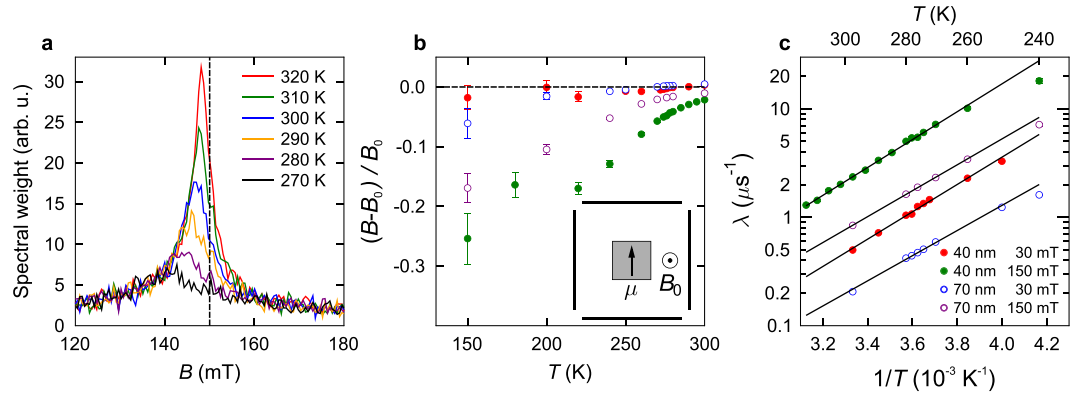 a
Spectral weight (arb. u.)
30
25
20
15
10
5
0
120
140
160
180
B (mT)
320 K
310 K
300 K
290 K
280 K
270 K
b
(B-B₀) / B₀
0.0
-0.1
-0.2
-0.3
150
200
250
300
T (K)
μ
B₀
c
T (K)
300
280
260
240
λ (μs⁻¹)
20
10
5
2
1
0.5
0.2
0.1
3.2
3.4
3.6
3.8
4.0
4.2
1/T (10⁻³ K⁻¹)
40 nm 30 mT
40 nm 150 mT
70 nm 30 mT
70 nm 150 mT